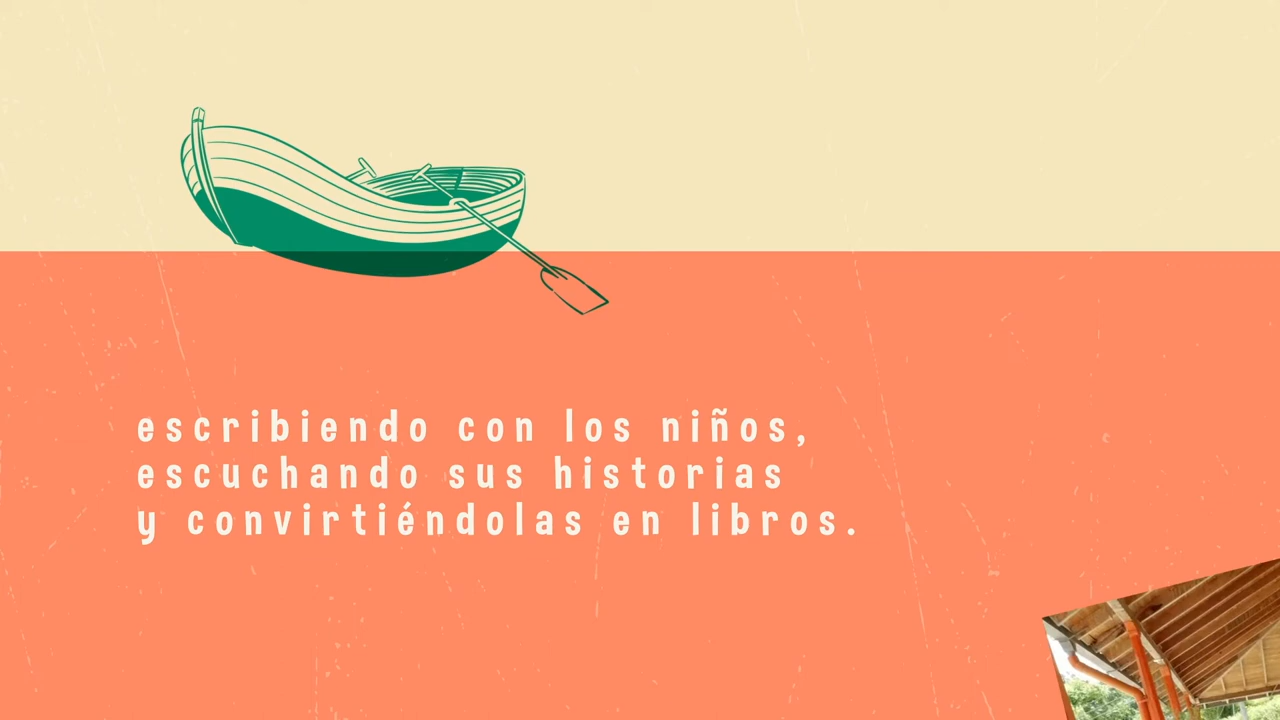 escribiendo con los niños,
escuchando sus historias
y convirtiéndolas en libros.